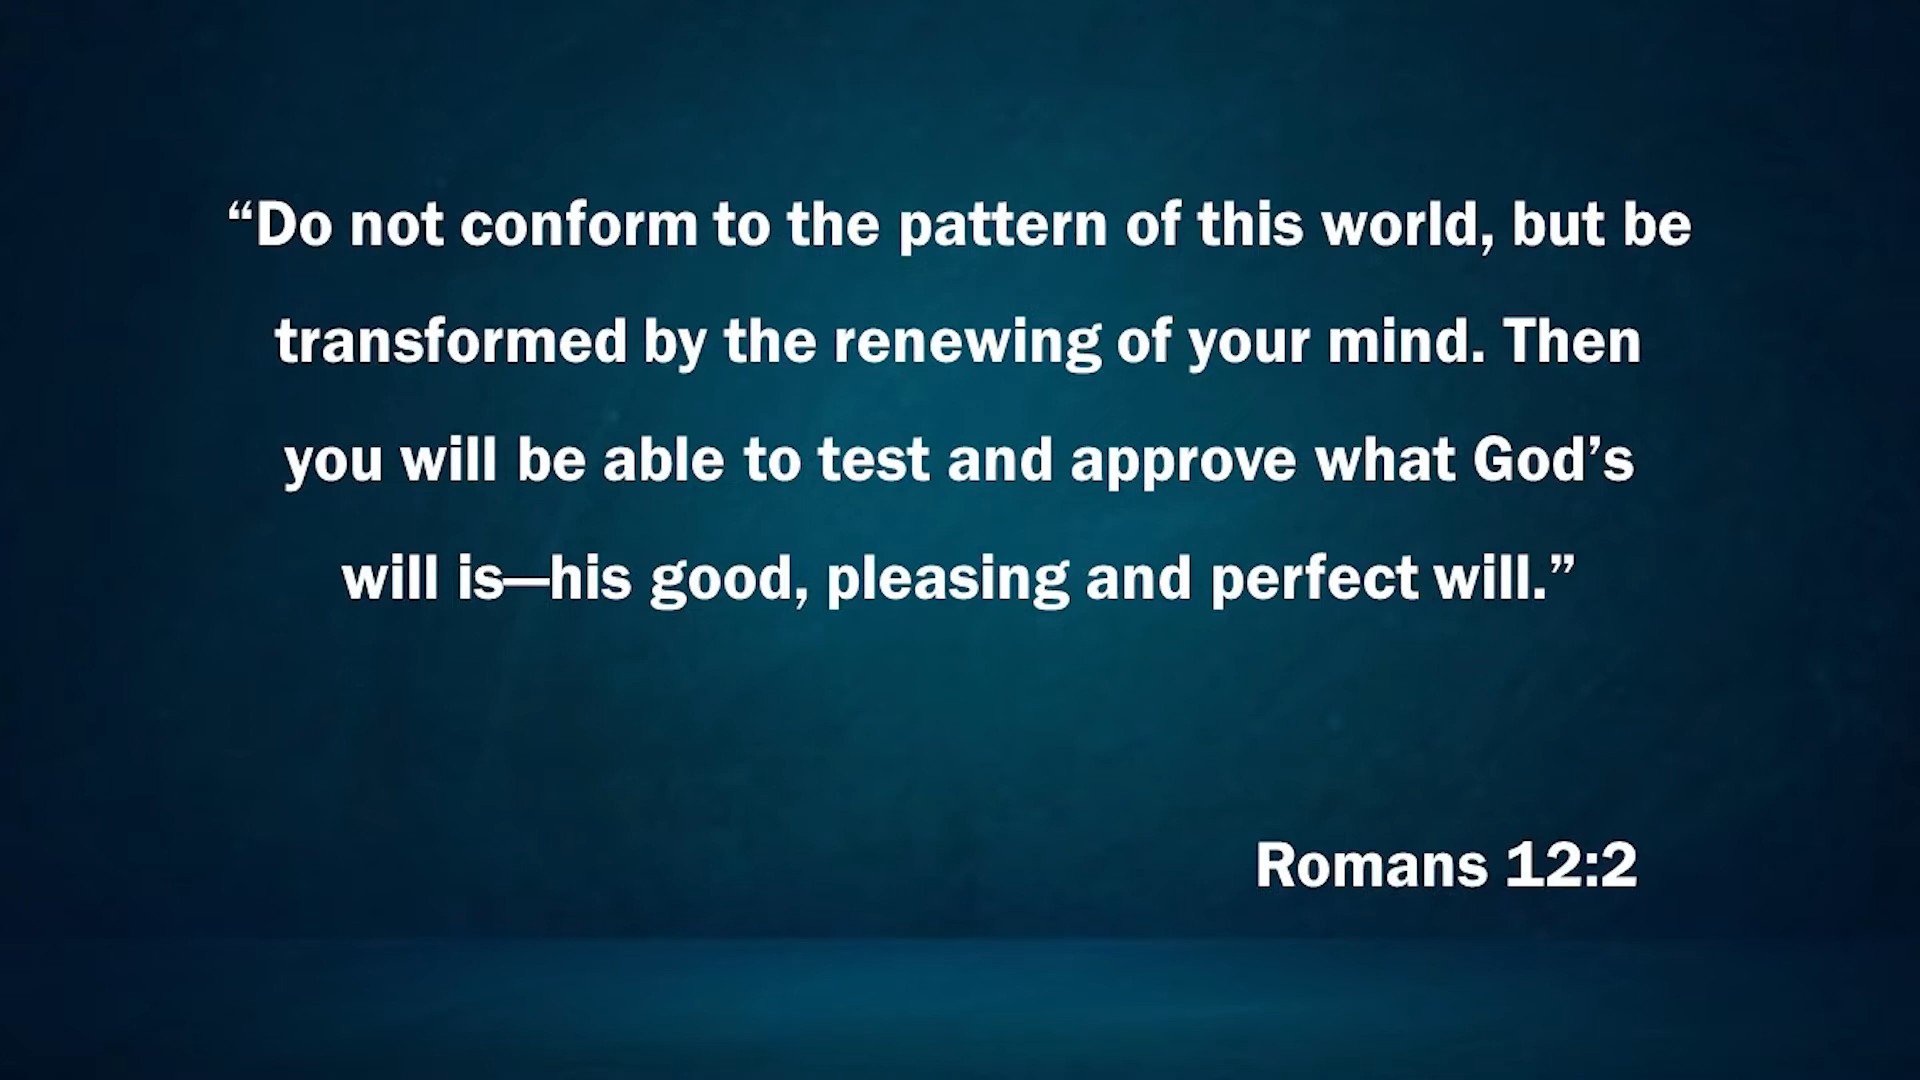 “Do not conform to the pattern of this world, but be
transformed by the renewing of your mind. Then
you will be able to test and approve what God’s
will is—his good, pleasing and perfect will.”
Romans 12:2